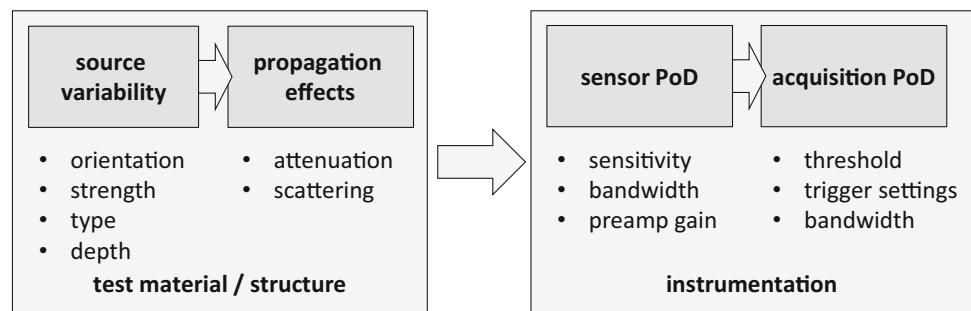 source
variability
propagation
effects
• orientation
• strength
• type
• depth
• attenuation
• scattering
test material / structure
sensor PoD
acquisition PoD
• sensitivity
• bandwidth
• preamp gain
• threshold
• trigger settings
• bandwidth
instrumentation